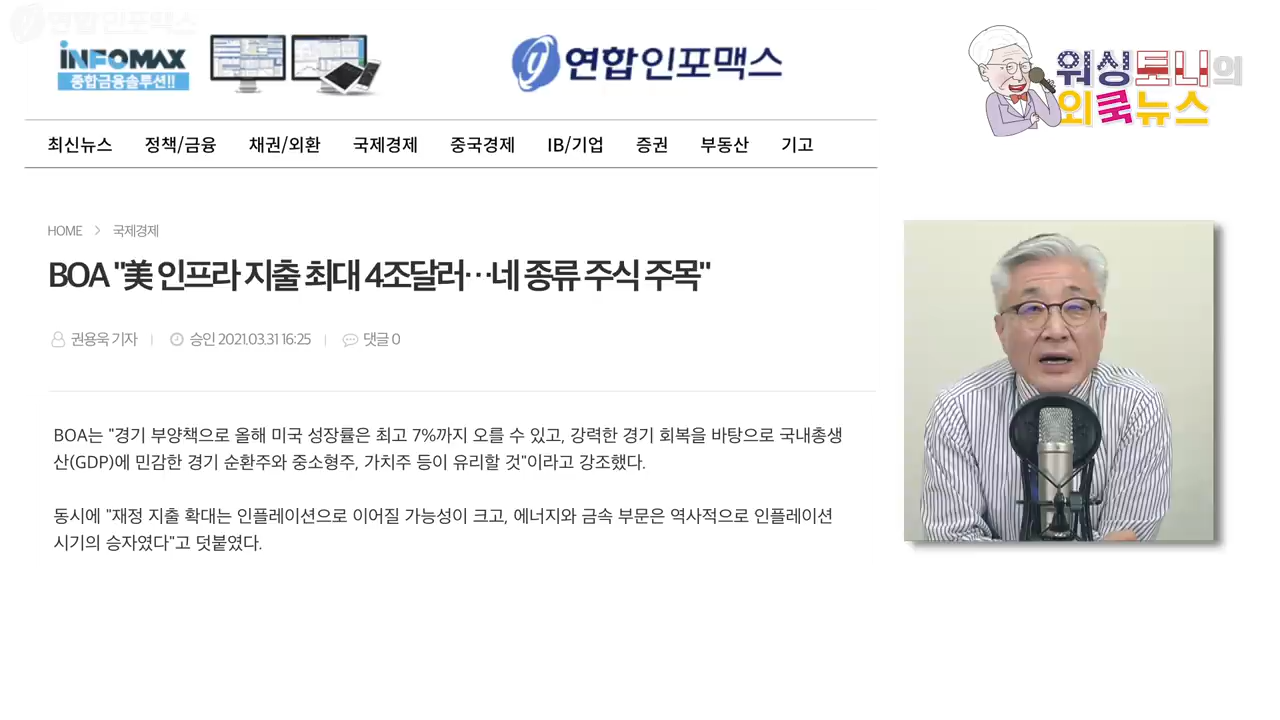 연합인포맥스
INFOMAX
종합금융솔루션!!
연합인포맥스
워싱토니의
외쿡뉴스
최신뉴스 정책/금융 채권/외환 국제경제 중국경제 IB/기업 증권 부동산 기고
HOME > 국제경제
BOA "美 인프라 지출 최대 4조달러…네 종류 주식 주목"
권용욱 기자 | 승인 2021.03.31 16:25 | 댓글 0
BOA는 "경기 부양책으로 올해 미국 성장률은 최고 7%까지 오를 수 있고, 강력한 경기 회복을 바탕으로 국내총생
산(GDP)에 민감한 경기 순환주와 중소형주, 가치주 등이 유리할 것"이라고 강조했다.
동시에 "재정 지출 확대는 인플레이션으로 이어질 가능성이 크고, 에너지와 금속 부문은 역사적으로 인플레이션
시기의 승자였다"고 덧붙였다.